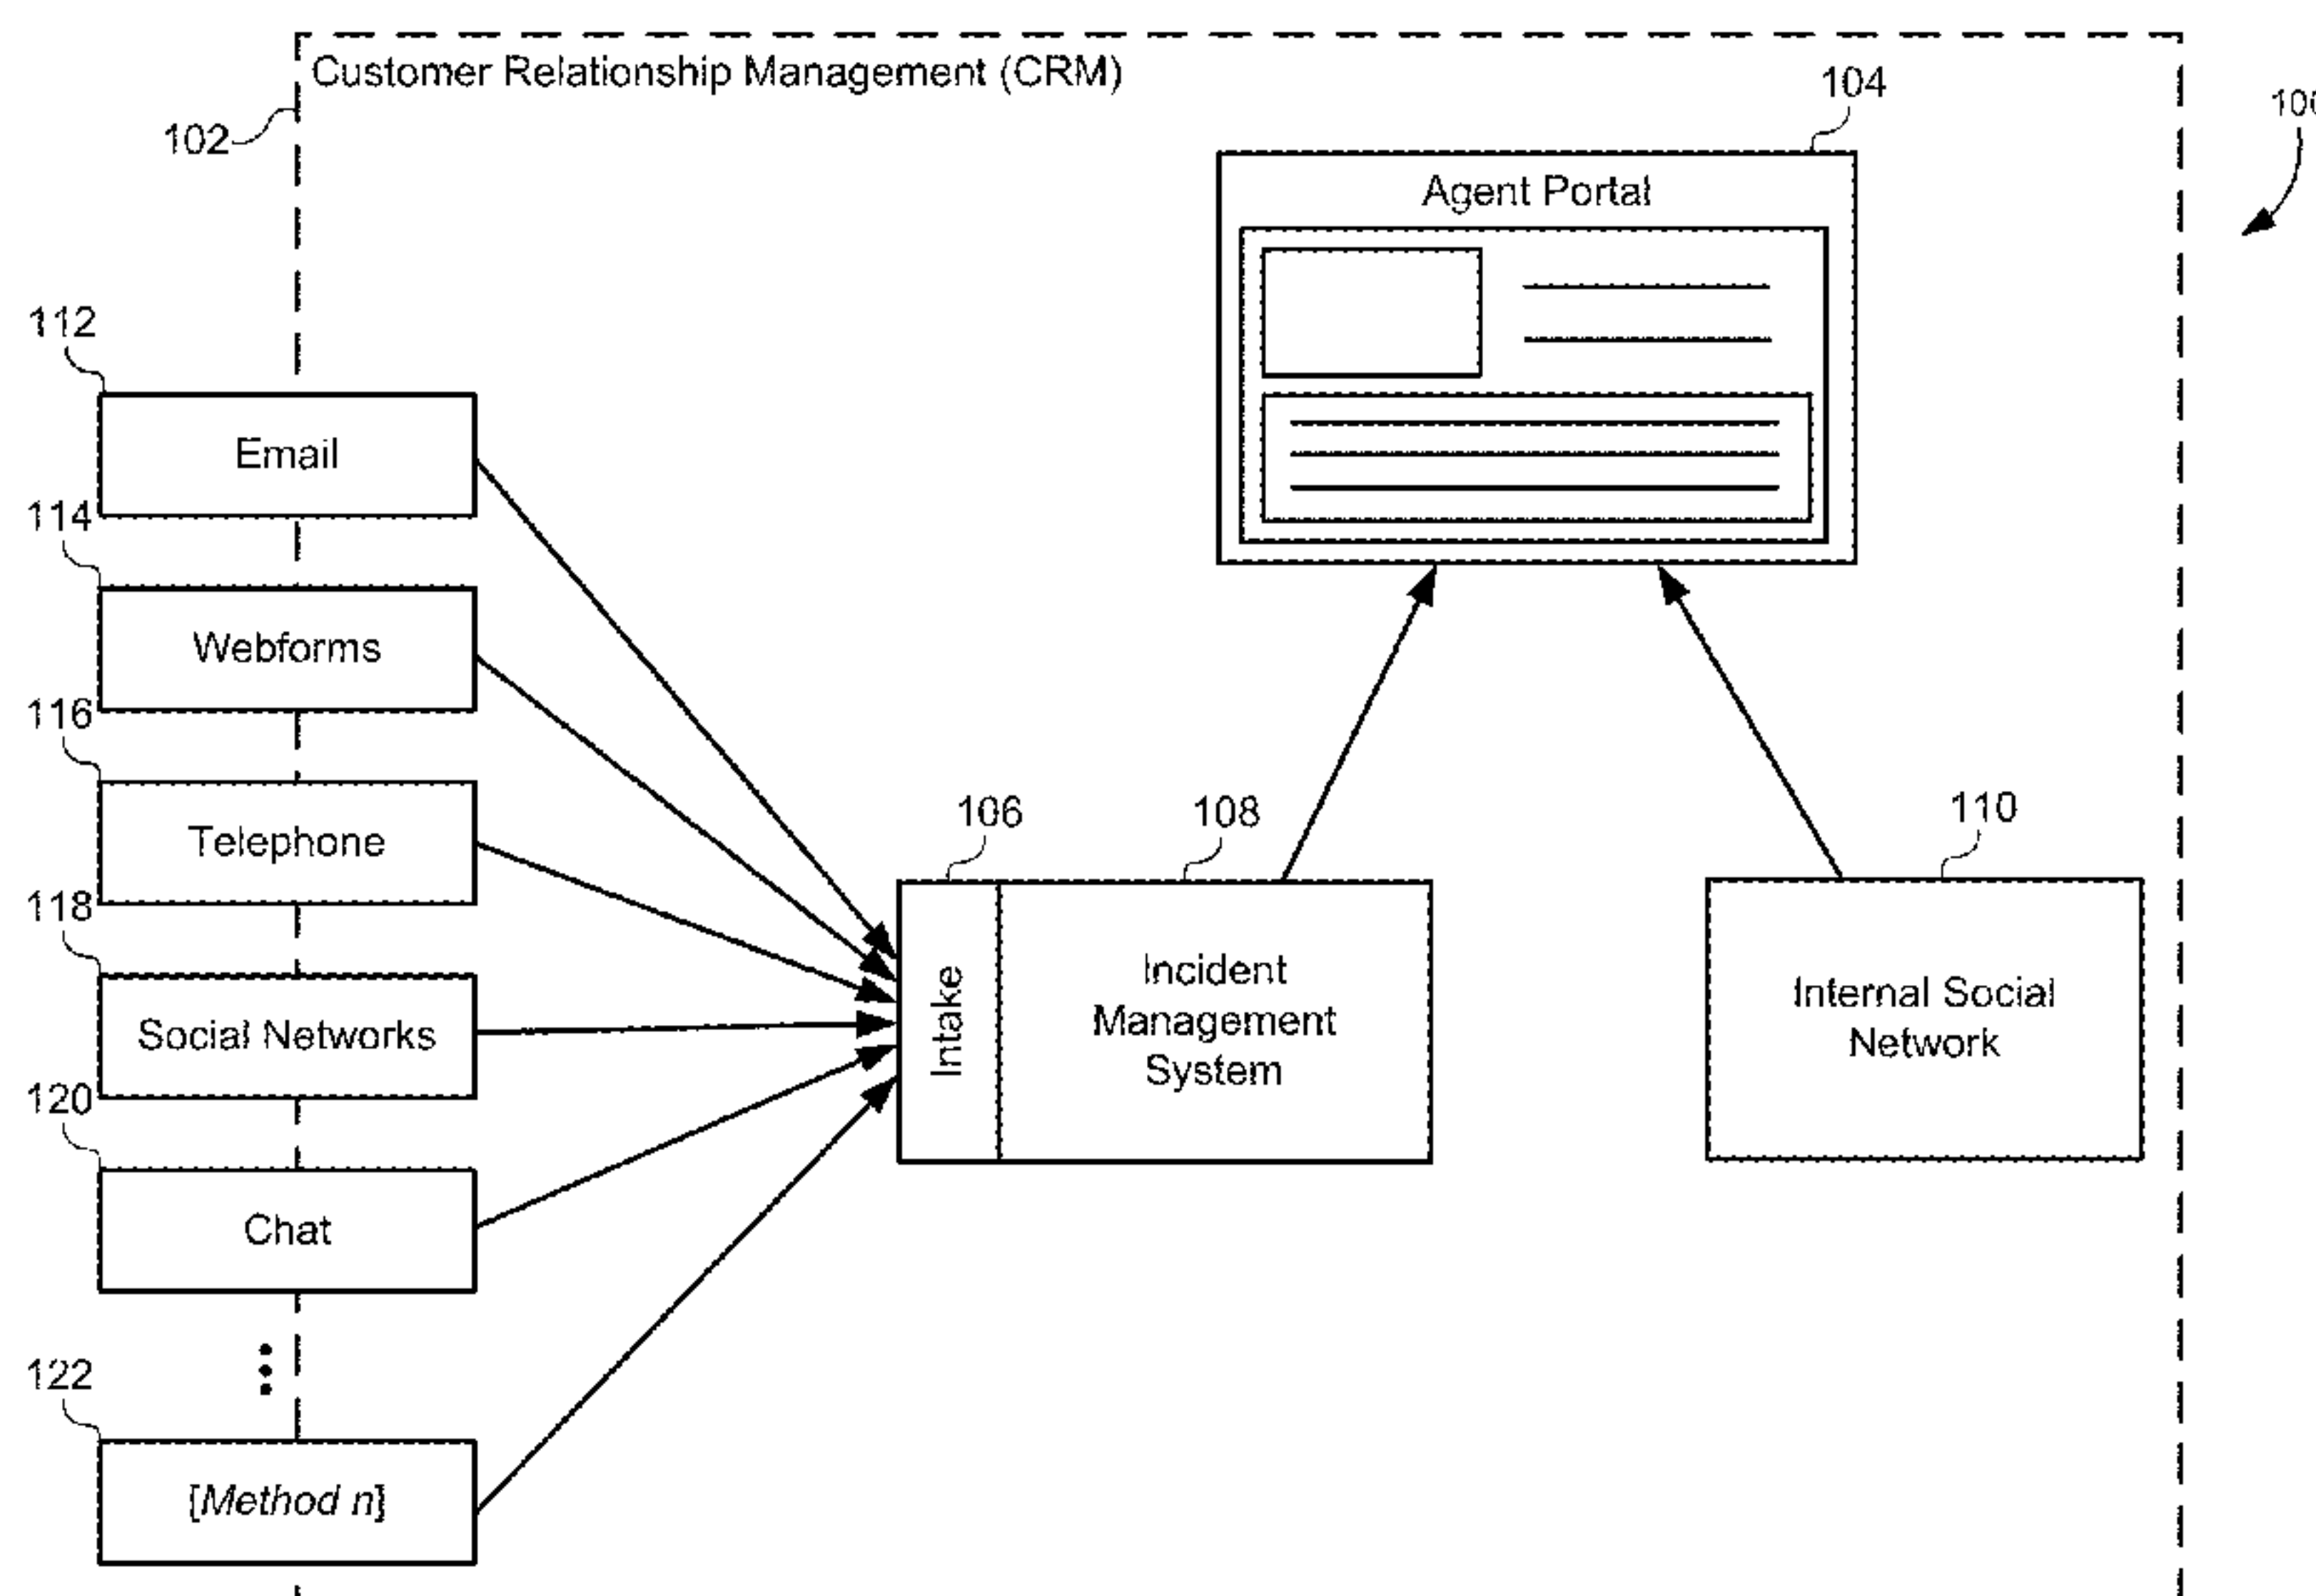 Customer Relationship Management (CRM)
102
104
Agent Portal
112
Email
114
Webforms
116
Telephone
118
Social Networks
120
Chat
122
[Method n]
106
108
110
Intake
Incident
Management
System
Internal Social
Network